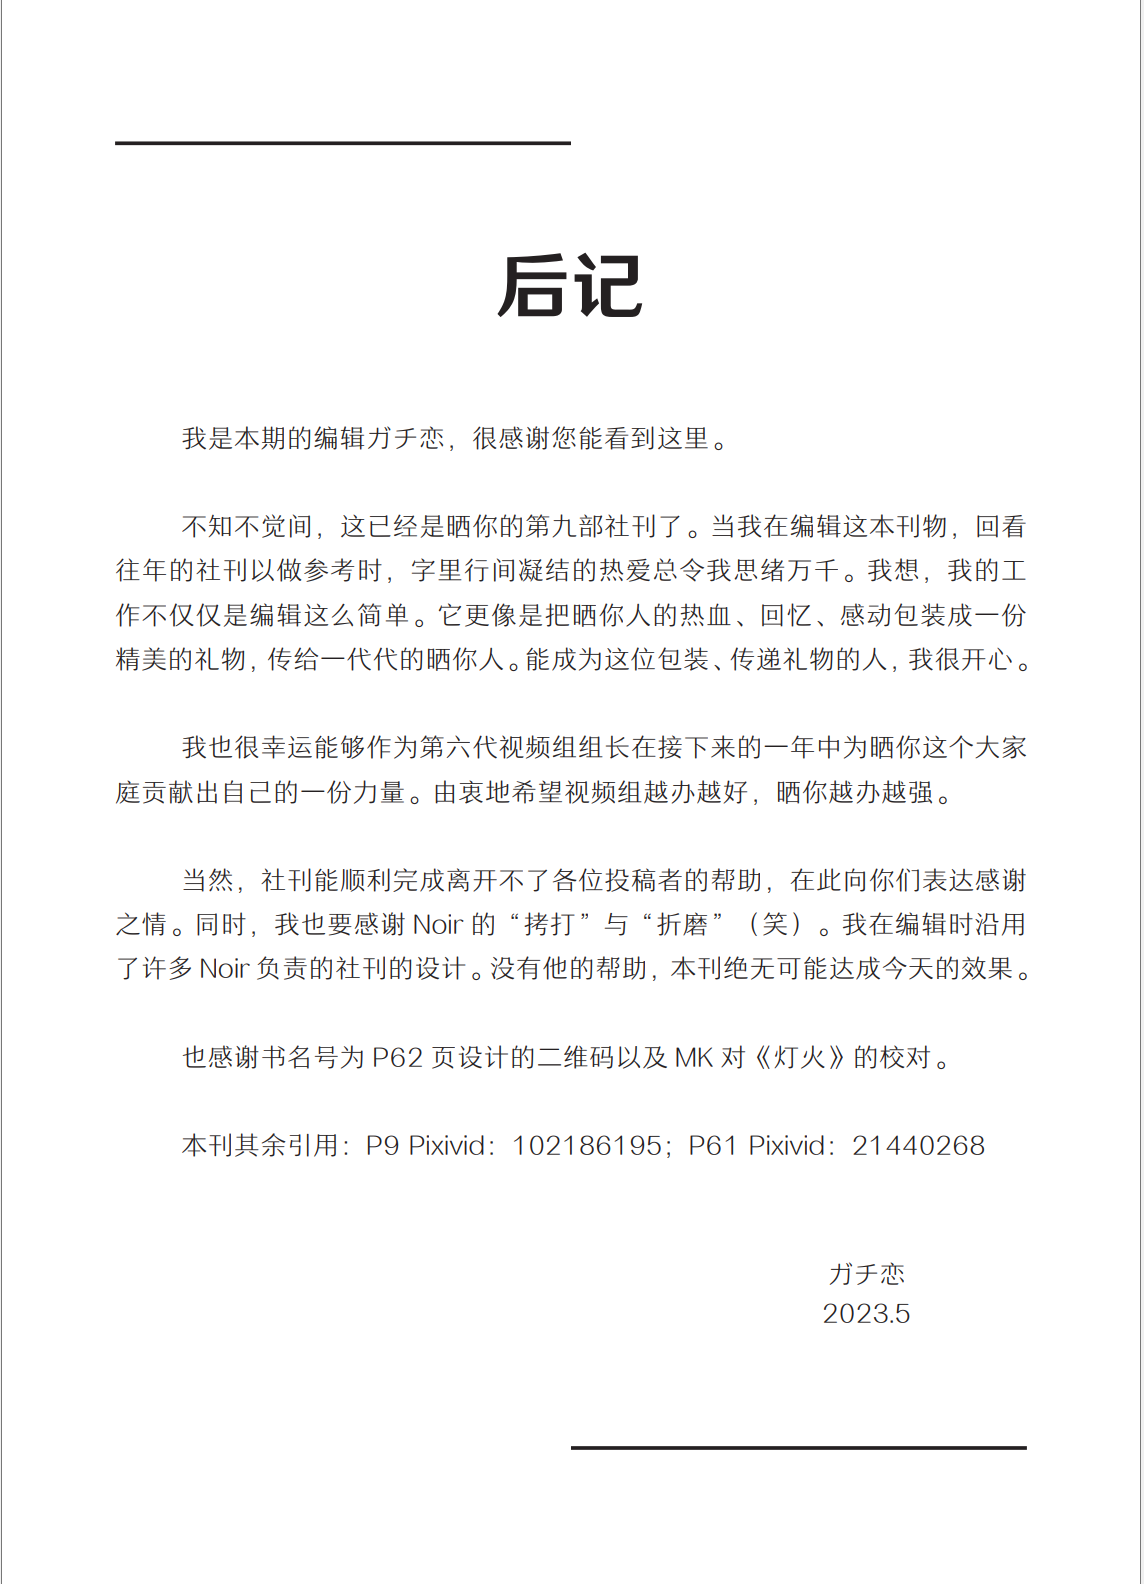 后记
我是本期的编辑ガチ恋，很感谢您能看到这里。
不知不觉间，这已经是晒你的第九部社刊了。当我在编辑这本刊物，回看
往年的社刊以做参考时，字里行间凝结的热爱总令我思绪万千。我想，我的工
作不仅仅是编辑这么简单。它更像是把晒你人的热血、回忆、感动包装成一份
精美的礼物，传给一代代的晒你人。能成为这位包装、传递礼物的人，我很开心。
我也很幸运能够作为第六代视频组组长在接下来的一年中为晒你这个大家
庭贡献出自己的一份力量。由衷地希望视频组越办越好，晒你越办越强。
当然，社刊能顺利完成离开不了各位投稿者的帮助，在此向你们表达感谢
之情。同时，我也要感谢 Noir 的“拷打”与“折磨”（笑）。我在编辑时沿用
了许多 Noir 负责的社刊的设计。没有他的帮助，本刊绝无可能达成今天的效果。
也感谢书名号为 P62 页设计的二维码以及 MK 对《灯火》的校对。
本刊其余引用：P9 Pixivid：102186195；P61 Pixivid：21440268
ガチ恋
2023.5